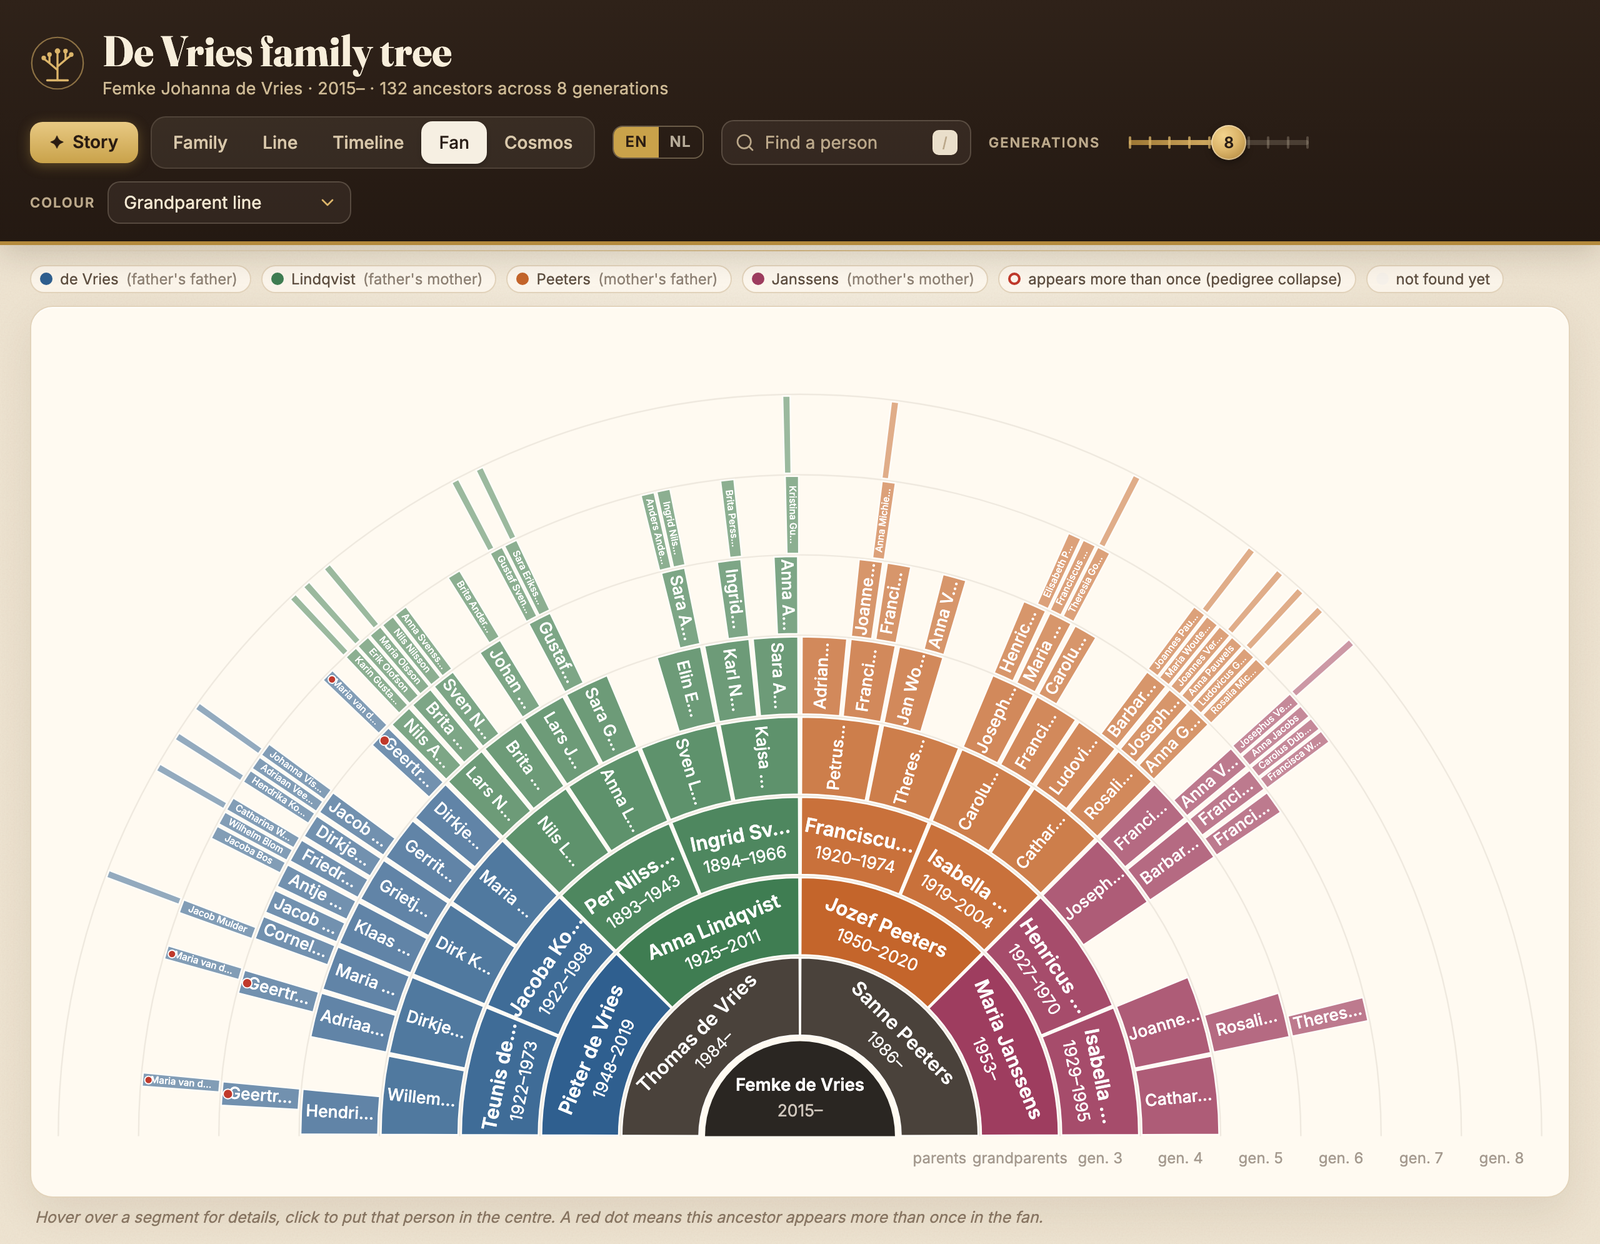 De Vries family tree
Femke Johanna de Vries · 2015– · 132 ancestors across 8 generations
✦ Story
Family
Line
Timeline
Fan
Cosmos
EN
NL
Find a person
/
GENERATIONS
8
COLOUR
Grandparent line
de Vries (father's father)
Lindqvist (father's mother)
Peeters (mother's father)
Janssens (mother's mother)
appears more than once (pedigree collapse)
not found yet
Femke de Vries
2015–
Thomas de Vries
1984–
Sanne Peeters
1986–
Pieter de Vries
1948–2019
Anna Lindqvist
1925–2011
Jozef Peeters
1950–2020
Maria Janssens
1953–
Teunis de…
1922–1973
Jacoba Ko…
1922–1998
Per Nilss…
1893–1943
Ingrid Sv…
1894–1966
Franciscu…
1920–1974
Isabella …
1919–2004
Henricus …
1927–1970
Isabella …
1929–1995
Willem…
Dirkje…
Dirk K…
Maria …
Nils L…
Anna L…
Sven L…
Kajsa …
Petrus…
Theres…
Carolu…
Cathar…
Joseph…
Joanne…
Cathar…
Hendri…
Adriaa…
Maria …
Klaas …
Grietj…
Gerrit…
Dirkje…
Lars N…
Brita …
Lars J…
Sara G…
Elin E…
Karl N…
Sara A…
Adrian…
Franci…
Jan Wo…
Joseph…
Franci…
Ludovi…
Rosali…
Franci…
Barbar…
Rosali…
Geertr…
Geertr…
Cornel…
Jacob …
Antje …
Friedr…
Dirkje…
Jacob …
Geertr…
Nils A…
Brita …
Sven N…
Johan …
Gustaf…
Sara A…
Ingrid…
Anna A…
Joanne…
Franci…
Anna V…
Henric…
Maria …
Carolu…
Barbar…
Joseph…
Anna G…
Anna V…
Franci…
Franci…
Theres…
Maria van d…
Maria van d…
Jacob Mulder
Jacoba Bos
Wilhelm Blom
Catharina W…
Hendrika Ko…
Adriaan Vee…
Johanna Vis…
Maria van d…
Karin Gusta…
Erik Olofson
Maria Olsson
Nils Nilsson
Anna Svenss…
Brita Ander…
Gustaf Sven…
Sara Erikss…
Anders Ande…
Ingrid Nils…
Brita Perss…
Kristina Gu…
Anna Michie…
Elisabeth P…
Franciscus …
Theresia Go…
Joannes Pau…
Maria Woute…
Joannes Ver…
Anna Pauwels
Ludovicus G…
Rosalia Mic…
Josephus Ve…
Anna Jacobs
Carolus Dub…
Francisca W…
parents grandparents gen. 3 gen. 4 gen. 5 gen. 6 gen. 7 gen. 8
Hover over a segment for details, click to put that person in the centre. A red dot means this ancestor appears more than once in the fan.